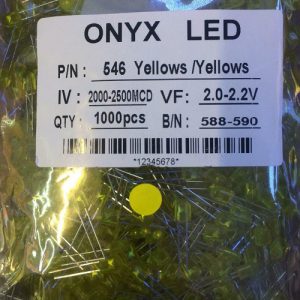 ONYX LED
P/N: 546 Yellows /Yellows
IV: 2000-2500MCD VF: 2.0-2.2V
QTY: 1000pcs B/N: 588-590
*12345678*